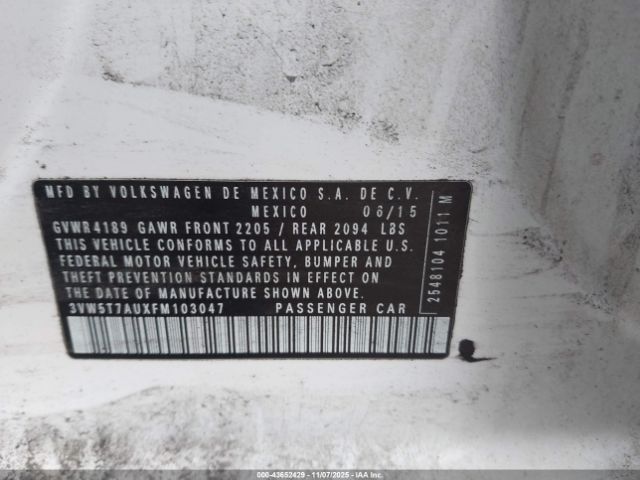 MFD BY VOLKSWAGEN DE MEXICO S.A. DE C.V.
MEXICO 06/15
GVWR 4189 GAWR FRONT 2205 / REAR 2094 LBS
THIS VEHICLE CONFORMS TO ALL APPLICABLE U.S.
FEDERAL MOTOR VEHICLE SAFETY, BUMPER AND
THEFT PREVENTION STANDARDS IN EFFECT ON
THE DATE OF MANUFACTURE SHOWN ABOVE.
3VW5T7AUXFM103047 PASSENGER CAR
2548104 1011 M
000-43652429 | 11/07/2025 | IAAI.COM